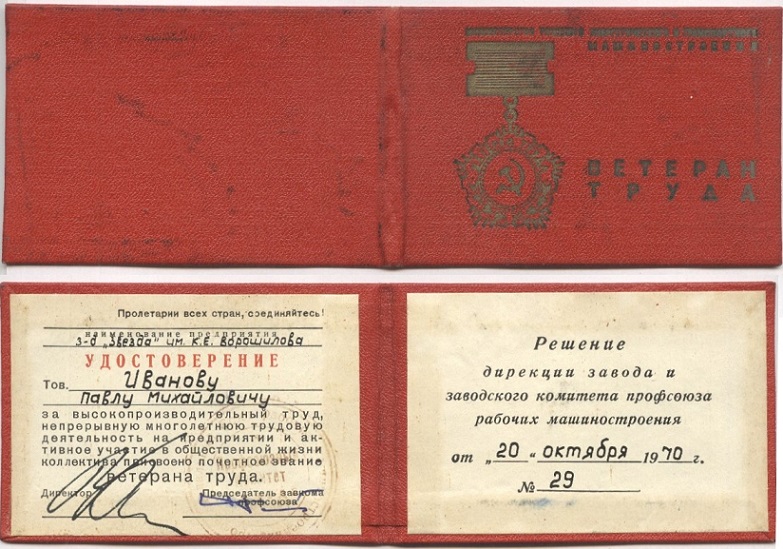 МАШИНОСТРОЕНИЯ
ВЕТЕРАН
ТРУДА
Пролетарии всех стран, соединяйтесь!
з-д "Звезда" им. К.Е. Ворошилова
наименование предприятия
УДОСТОВЕРЕНИЕ
Тов. Иванову
Павлу Михайловичу
за высокопроизводительный труд,
непрерывную многолетнюю трудовую
деятельность на предприятии и ак-
тивное участие в общественной жизни
коллектива присвоено почетное звание
ветерана труда.
Директор Председатель завкома
профсоюза
Решение
дирекции завода и
заводского комитета профсоюза
рабочих машиностроения
от „20" октября 1970 г.
№ 29